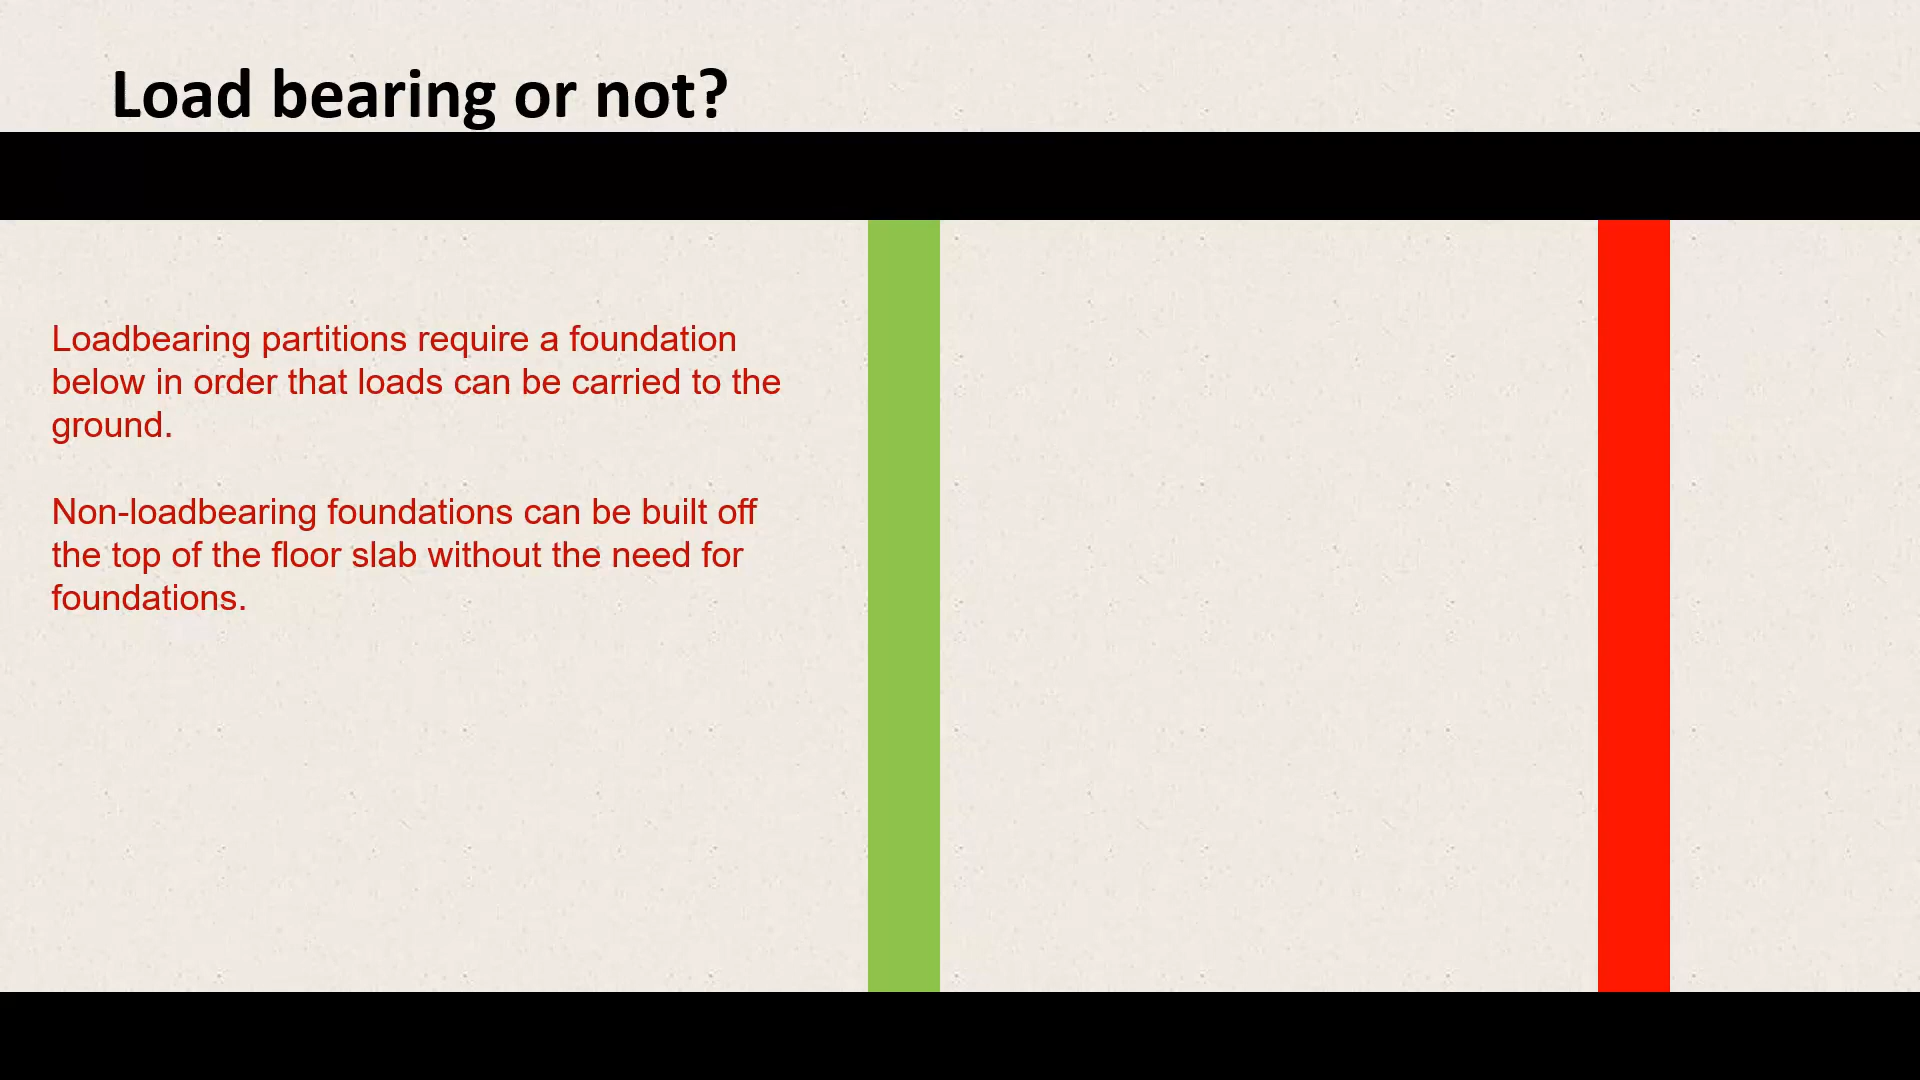 Load bearing or not?
Loadbearing partitions require a foundation
below in order that loads can be carried to the
ground.
Non-loadbearing foundations can be built off
the top of the floor slab without the need for
foundations.